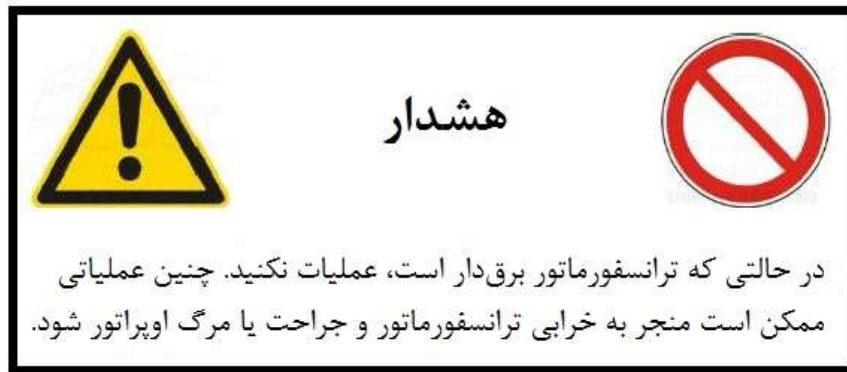 هشدار
در حالتی که ترانسفورماتور برق‌دار است، عملیات نکنید. چنین عملیاتی
ممکن است منجر به خرابی ترانسفورماتور و جراحت یا مرگ اوپراتور شود.